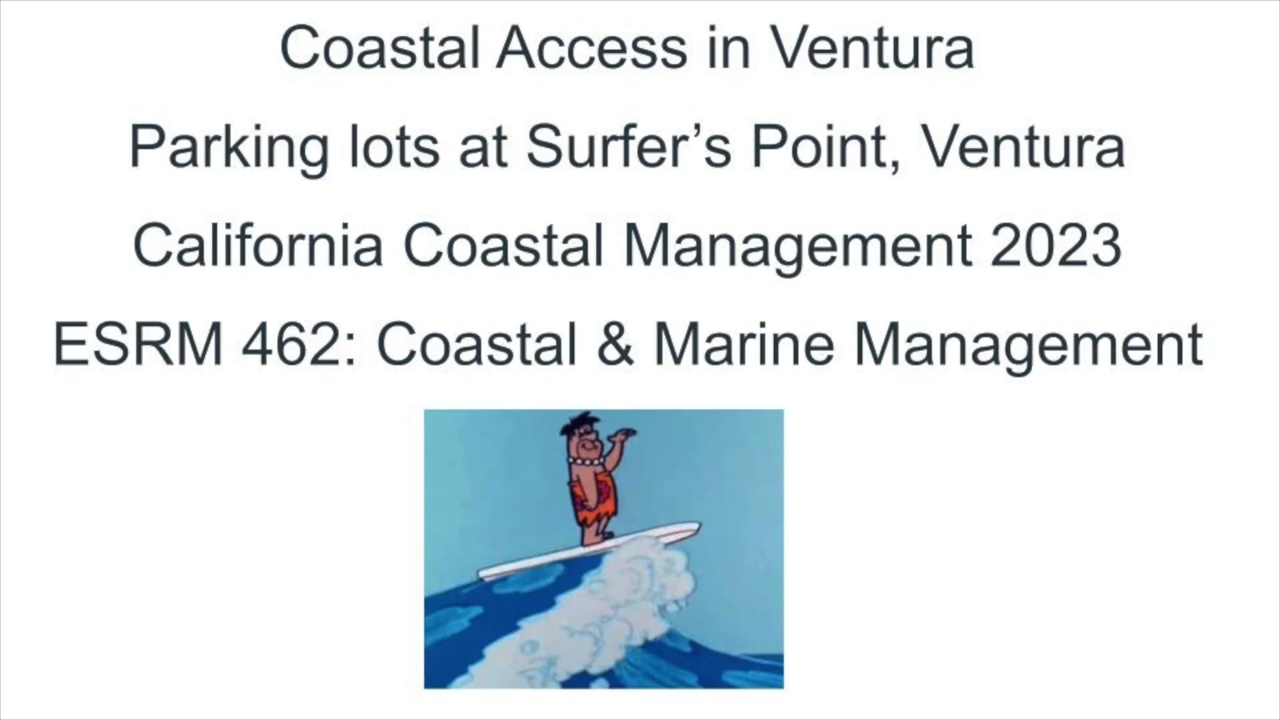 Coastal Access in Ventura
Parking lots at Surfer’s Point, Ventura
California Coastal Management 2023
ESRM 462: Coastal & Marine Management